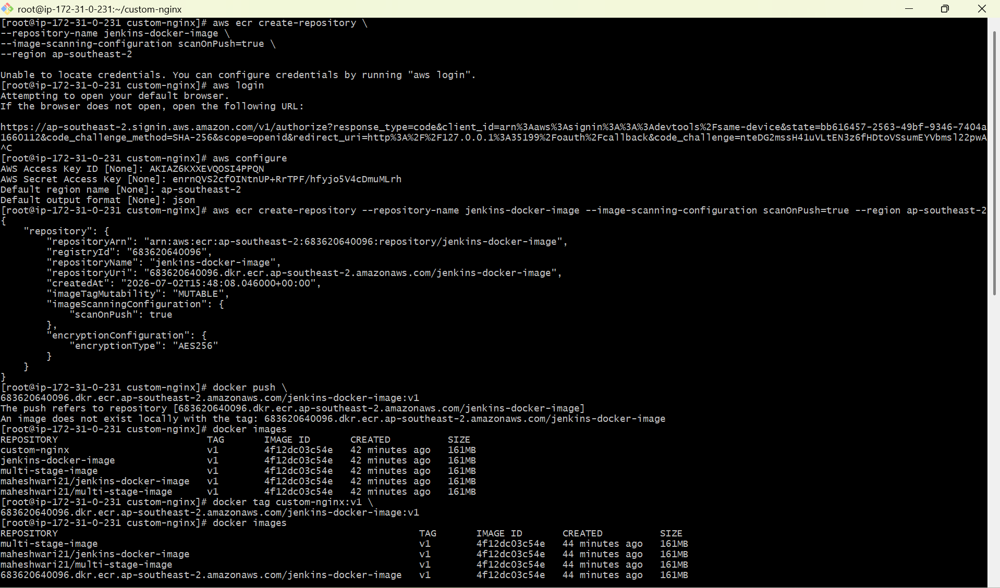 root@ip-172-31-0-231:~/custom-nginx
[root@ip-172-31-0-231 custom-nginx]# aws ecr create-repository \
--repository-name jenkins-docker-image \
--image-scanning-configuration scanOnPush=true \
--region ap-southeast-2
Unable to locate credentials. You can configure credentials by running "aws login".
[root@ip-172-31-0-231 custom-nginx]# aws login
Attempting to open your default browser.
If the browser does not open, open the following URL:
https://ap-southeast-2.signin.aws.amazon.com/v1/authorize?response_type=code&client_id=arn%3Aaws%3Asignin%3A%3A%3Adevtools%2Fsame-device&state=bb616457-2563-49bf-9346-7404a
1660112&code_challenge_method=SHA-256&scope=openid&redirect_uri=http%3A%2F%2F127.0.0.1%3A35199%2Foauth%2Fcallback&code_challenge=nteDG2mssH41uVLtEN3z6fHDtoVSsumEYVbmsl22pwA
^C
[root@ip-172-31-0-231 custom-nginx]# aws configure
AWS Access Key ID [None]: AKIAZ6KXXEVQOSI4PPQN
AWS Secret Access Key [None]: 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
Default region name [None]: ap-southeast-2
Default output format [None]: json
[root@ip-172-31-0-231 custom-nginx]# aws ecr create-repository --repository-name jenkins-docker-image --image-scanning-configuration scanOnPush=true --region ap-southeast-2
{
    "repository": {
        "repositoryArn": "arn:aws:ecr:ap-southeast-2:683620640096:repository/jenkins-docker-image",
        "registryId": "683620640096",
        "repositoryName": "jenkins-docker-image",
        "repositoryUri": "683620640096.dkr.ecr.ap-southeast-2.amazonaws.com/jenkins-docker-image",
        "createdAt": "2026-07-02T15:48:08.046000+00:00",
        "imageTagMutability": "MUTABLE",
        "imageScanningConfiguration": {
            "scanOnPush": true
        },
        "encryptionConfiguration": {
            "encryptionType": "AES256"
        }
    }
}
[root@ip-172-31-0-231 custom-nginx]# docker push \
683620640096.dkr.ecr.ap-southeast-2.amazonaws.com/jenkins-docker-image:v1
The push refers to repository [683620640096.dkr.ecr.ap-southeast-2.amazonaws.com/jenkins-docker-image]
An image does not exist locally with the tag: 683620640096.dkr.ecr.ap-southeast-2.amazonaws.com/jenkins-docker-image
[root@ip-172-31-0-231 custom-nginx]# docker images
REPOSITORY                          TAG       IMAGE ID       CREATED          SIZE
custom-nginx                        v1        4f12dc03c54e   42 minutes ago   161MB
jenkins-docker-image                v1        4f12dc03c54e   42 minutes ago   161MB
multi-stage-image                   v1        4f12dc03c54e   42 minutes ago   161MB
maheshwari21/jenkins-docker-image   v1        4f12dc03c54e   42 minutes ago   161MB
maheshwari21/multi-stage-image      v1        4f12dc03c54e   42 minutes ago   161MB
[root@ip-172-31-0-231 custom-nginx]# docker tag custom-nginx:v1 \
683620640096.dkr.ecr.ap-southeast-2.amazonaws.com/jenkins-docker-image:v1
[root@ip-172-31-0-231 custom-nginx]# docker images
REPOSITORY                                                               TAG       IMAGE ID       CREATED          SIZE
multi-stage-image                                                        v1        4f12dc03c54e   44 minutes ago   161MB
maheshwari21/jenkins-docker-image                                        v1        4f12dc03c54e   44 minutes ago   161MB
maheshwari21/multi-stage-image                                           v1        4f12dc03c54e   44 minutes ago   161MB
683620640096.dkr.ecr.ap-southeast-2.amazonaws.com/jenkins-docker-image   v1        4f12dc03c54e   44 minutes ago   161MB